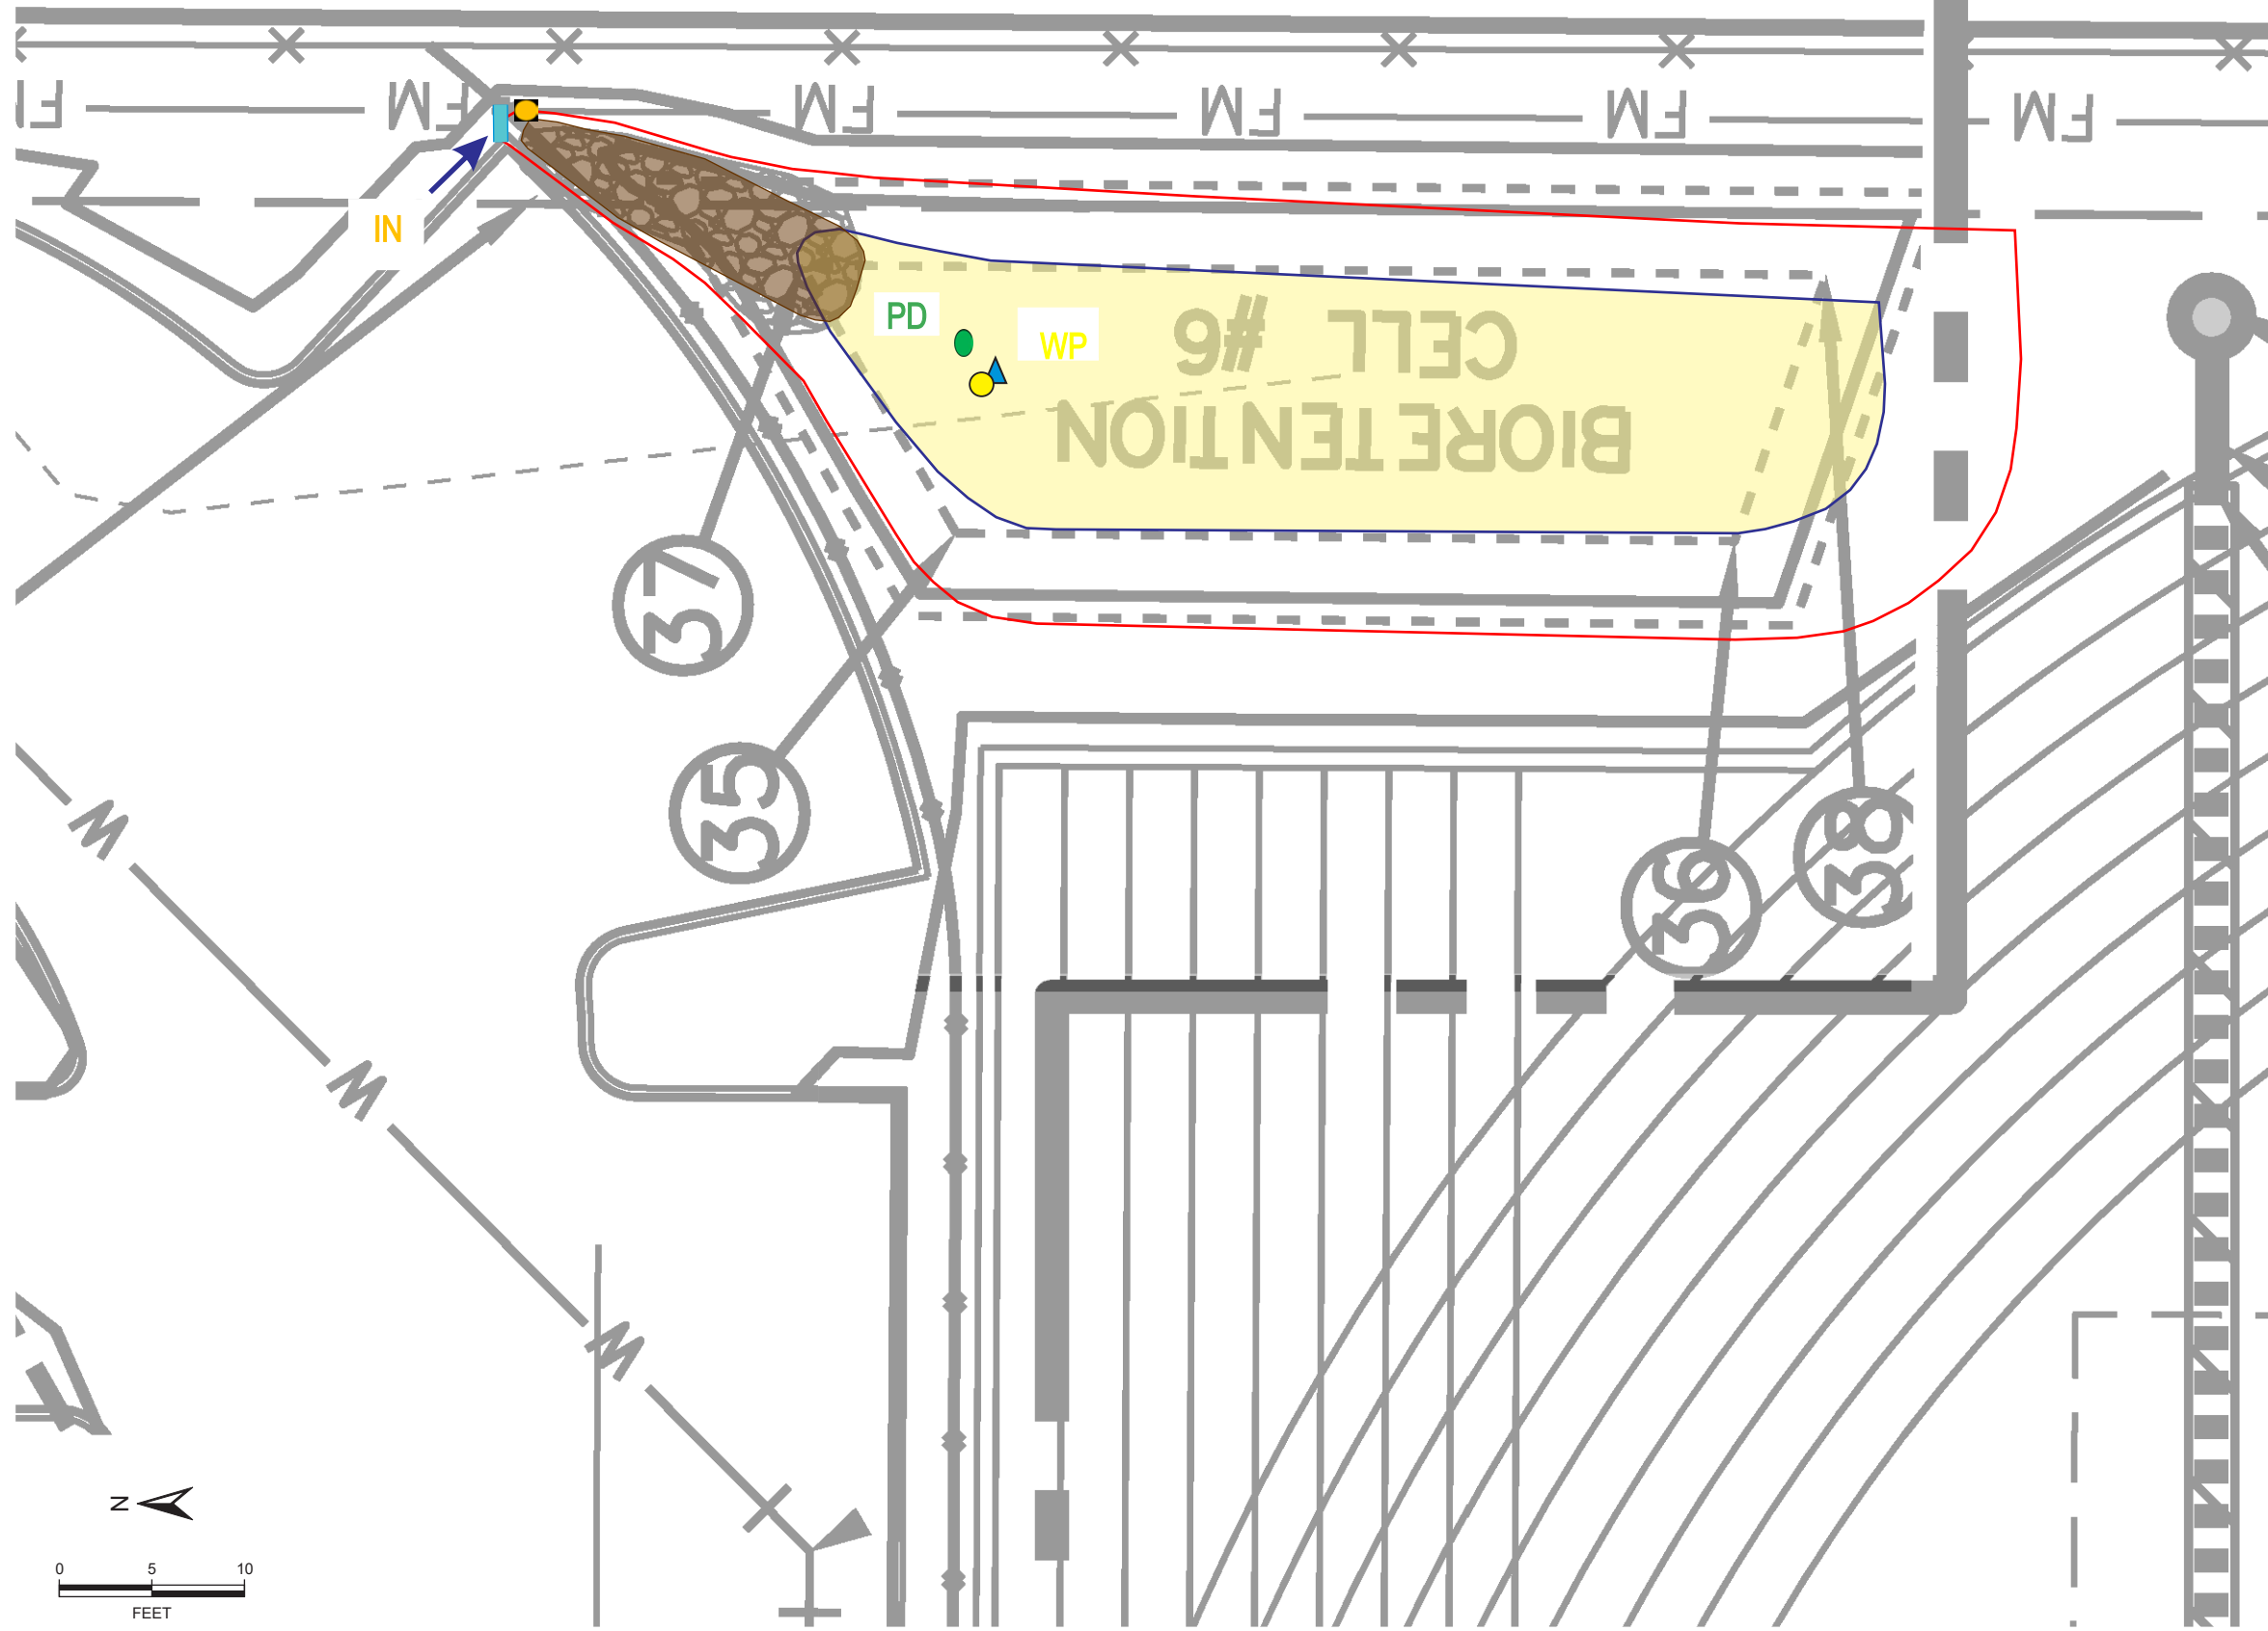 FM FM FM FM FM FM
IN
PD
WP
CELL #6
BIORETENTION
37
35
36
38
M
M
M
N
0 5 10
FEET